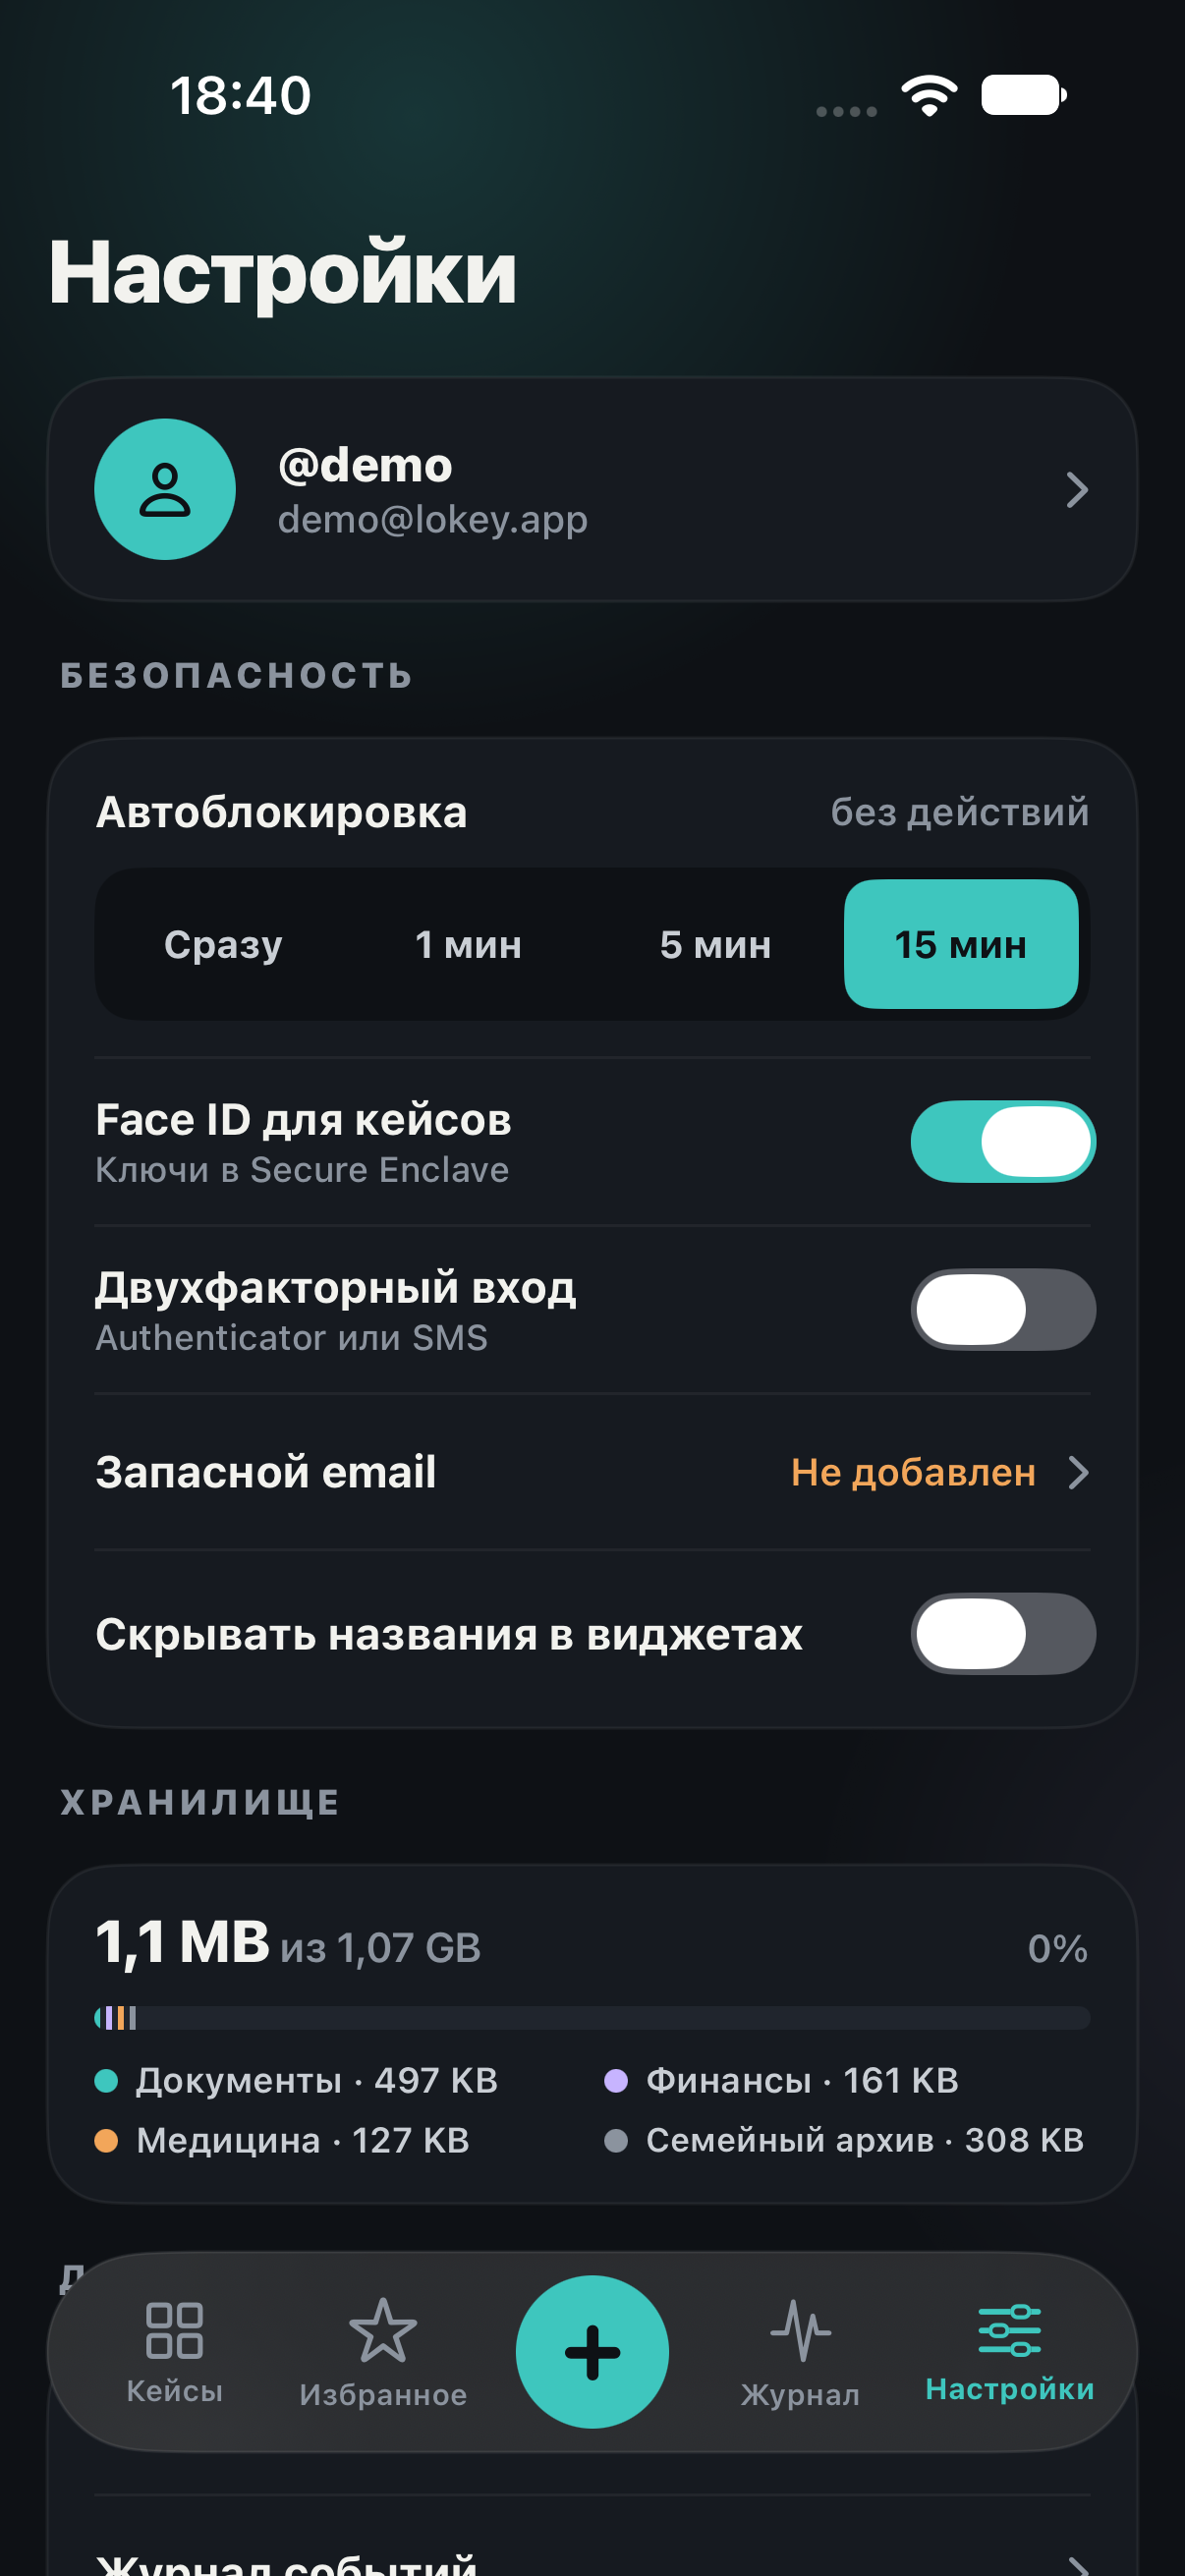 18:40
Настройки
@demo
demo@lokey.app
БЕЗОПАСНОСТЬ
Автоблокировка без действий
Сразу 1 мин 5 мин 15 мин
Face ID для кейсов
Ключи в Secure Enclave
Двухфакторный вход
Authenticator или SMS
Запасной email Не добавлен
Скрывать названия в виджетах
ХРАНИЛИЩЕ
1,1 MB из 1,07 GB 0%
Документы · 497 KB Финансы · 161 KB
Медицина · 127 KB Семейный архив · 308 KB
Кейсы Избранное Журнал Настройки
Журнал событий